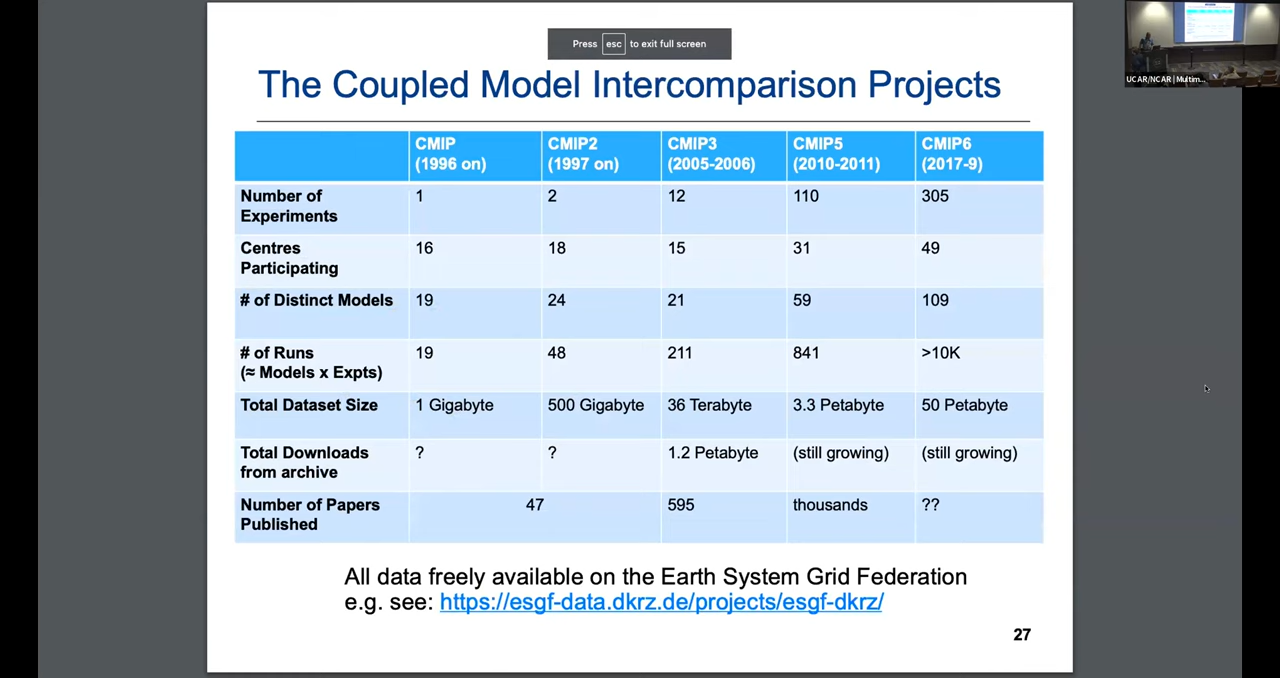 Press esc to exit full screen
UCAR/NCAR | Multim...
The Coupled Model Intercomparison Projects
CMIP (1996 on) CMIP2 (1997 on) CMIP3 (2005-2006) CMIP5 (2010-2011) CMIP6 (2017-9)
Number of Experiments 1 2 12 110 305
Centres Participating 16 18 15 31 49
# of Distinct Models 19 24 21 59 109
# of Runs (≈ Models x Expts) 19 48 211 841 >10K
Total Dataset Size 1 Gigabyte 500 Gigabyte 36 Terabyte 3.3 Petabyte 50 Petabyte
Total Downloads from archive ? ? 1.2 Petabyte (still growing) (still growing)
Number of Papers Published 47 595 thousands ??
All data freely available on the Earth System Grid Federation
e.g. see: https://esgf-data.dkrz.de/projects/esgf-dkrz/
27